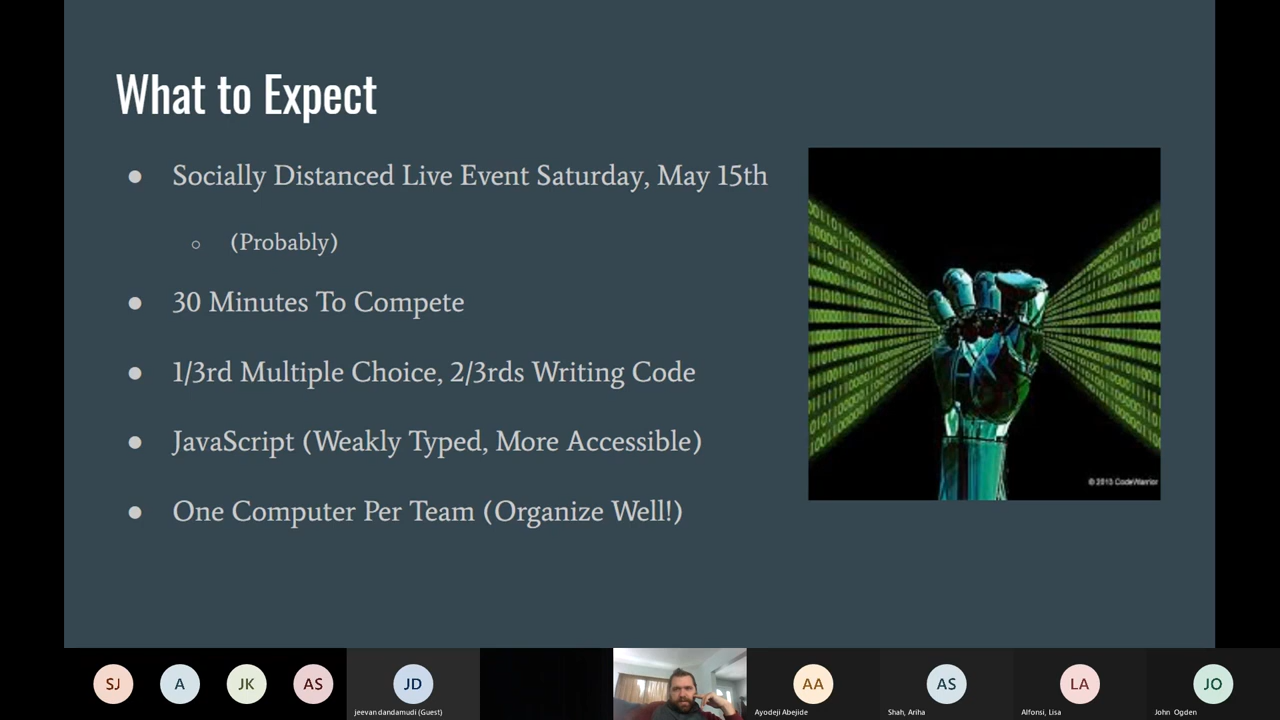 What to Expect
● Socially Distanced Live Event Saturday, May 15th
○ (Probably)
● 30 Minutes To Compete
● 1/3rd Multiple Choice, 2/3rds Writing Code
● JavaScript (Weakly Typed, More Accessible)
● One Computer Per Team (Organize Well!)
© 2013 CodeWarrior
SJ
A
JK
AS
JD
AA
AS
LA
JO
jeevan dandamudi (Guest)
Ayodeji Abejide
Shah, Ariha
Alfonsi, Lisa
John Ogden